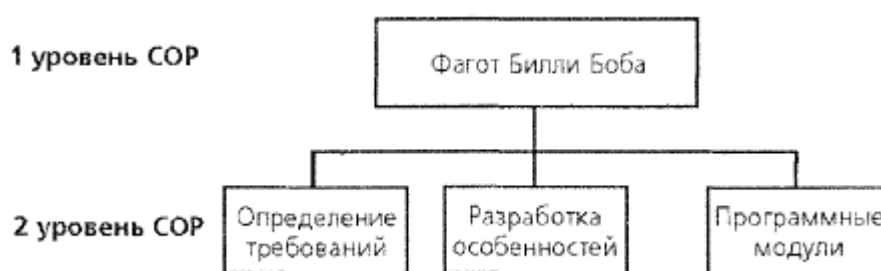 1 уровень СОР
Фагот Билли Боба
2 уровень СОР
Определение
требований
Разработка
особенностей
Программные
модули